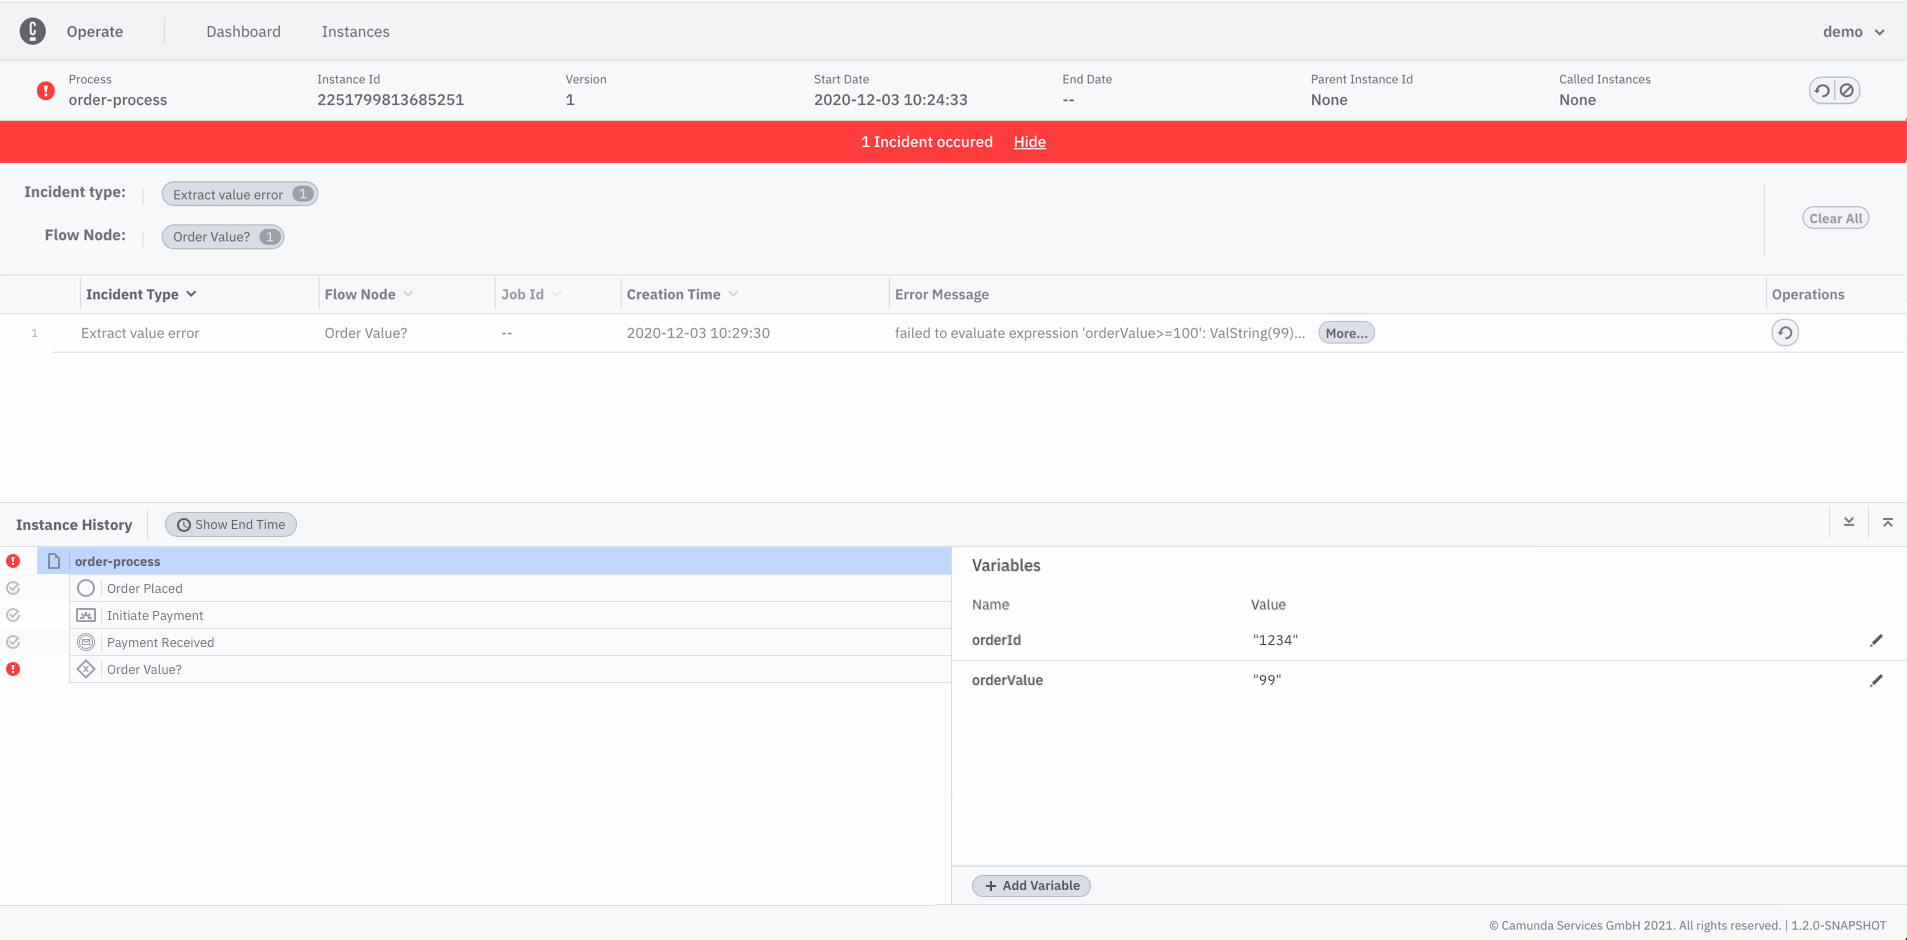 Operate Dashboard Instances demo
Process Instance Id Version Start Date End Date Parent Instance Id Called Instances
order-process 2251799813685251 1 2020-12-03 10:24:33 -- None None
1 Incident occured Hide
Incident type: Extract value error 1
Flow Node: Order Value? 1
Clear All
Incident Type Flow Node Job Id Creation Time Error Message Operations
1 Extract value error Order Value? -- 2020-12-03 10:29:30 failed to evaluate expression 'orderValue>=100': ValString(99)... More...
Instance History Show End Time
order-process
Order Placed
Initiate Payment
Payment Received
Order Value?
Variables
Name Value
orderId "1234"
orderValue "99"
+ Add Variable
© Camunda Services GmbH 2021. All rights reserved. | 1.2.0-SNAPSHOT